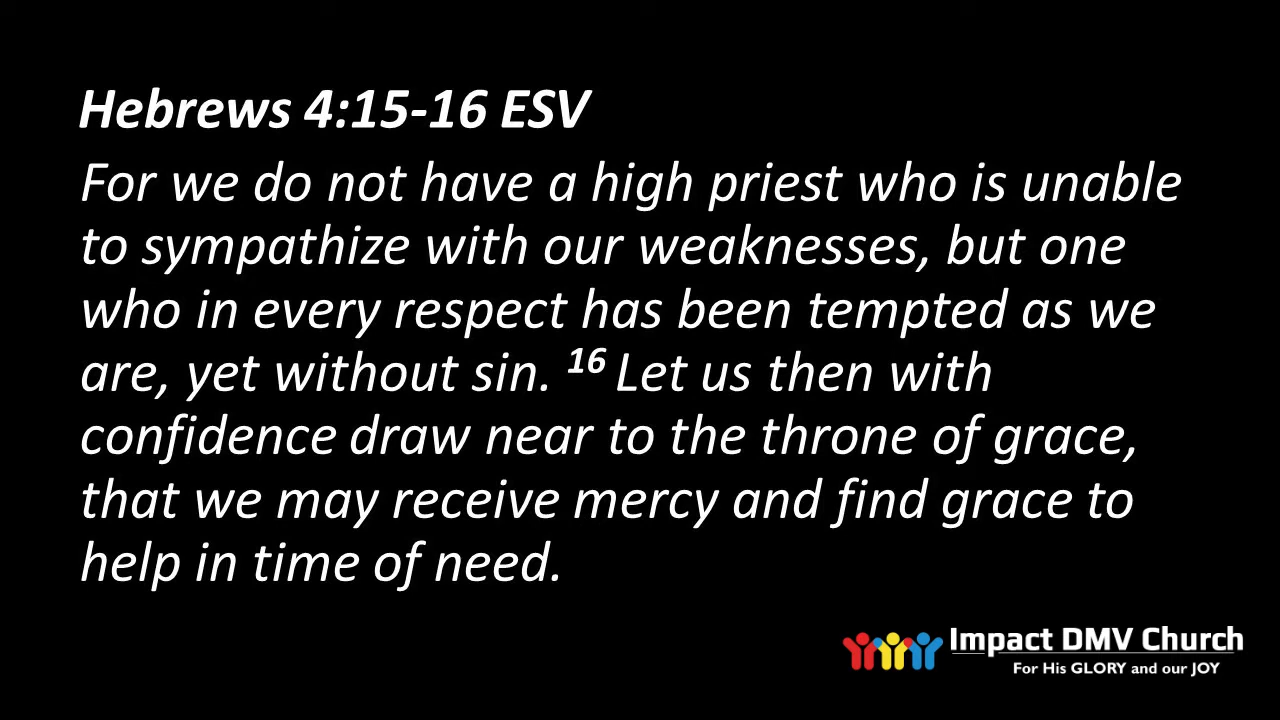 Hebrews 4:15-16 ESV
For we do not have a high priest who is unable
to sympathize with our weaknesses, but one
who in every respect has been tempted as we
are, yet without sin. 16 Let us then with
confidence draw near to the throne of grace,
that we may receive mercy and find grace to
help in time of need.
Impact DMV Church
For His GLORY and our JOY